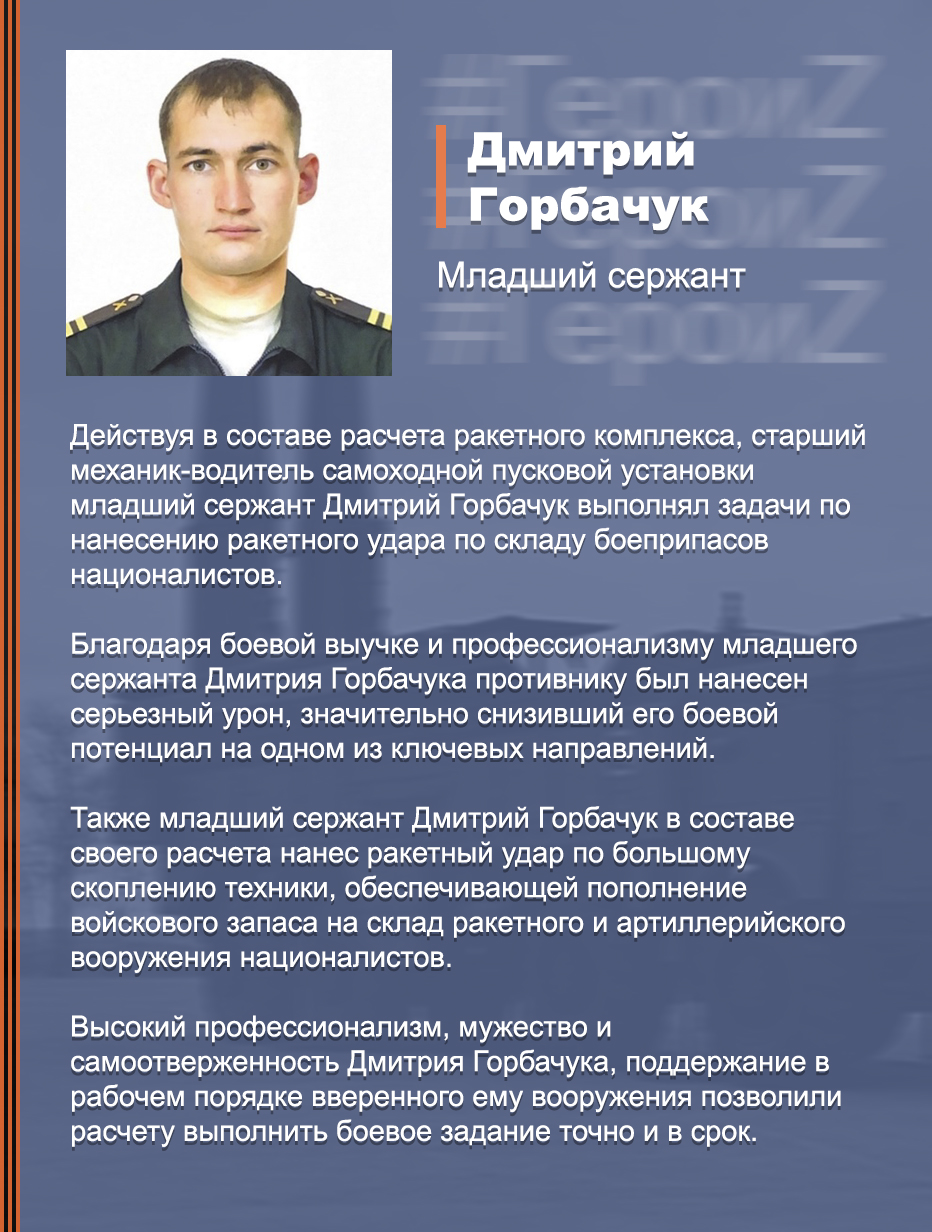 #ГероиZ
Дмитрий
#ГероиZ
Горбачук
Младший сержант
#ГероиZ
Действуя в составе расчета ракетного комплекса, старший
механик-водитель самоходной пусковой установки
младший сержант Дмитрий Горбачук выполнял задачи по
нанесению ракетного удара по складу боеприпасов
националистов.
Благодаря боевой выучке и профессионализму младшего
сержанта Дмитрия Горбачука противнику был нанесен
серьезный урон, значительно снизивший его боевой
потенциал на одном из ключевых направлений.
Также младший сержант Дмитрий Горбачук в составе
своего расчета нанес ракетный удар по большому
скоплению техники, обеспечивающей пополнение
войскового запаса на склад ракетного и артиллерийского
вооружения националистов.
Высокий профессионализм, мужество и
самоотверженность Дмитрия Горбачука, поддержание в
рабочем порядке вверенного ему вооружения позволили
расчету выполнить боевое задание точно и в срок.